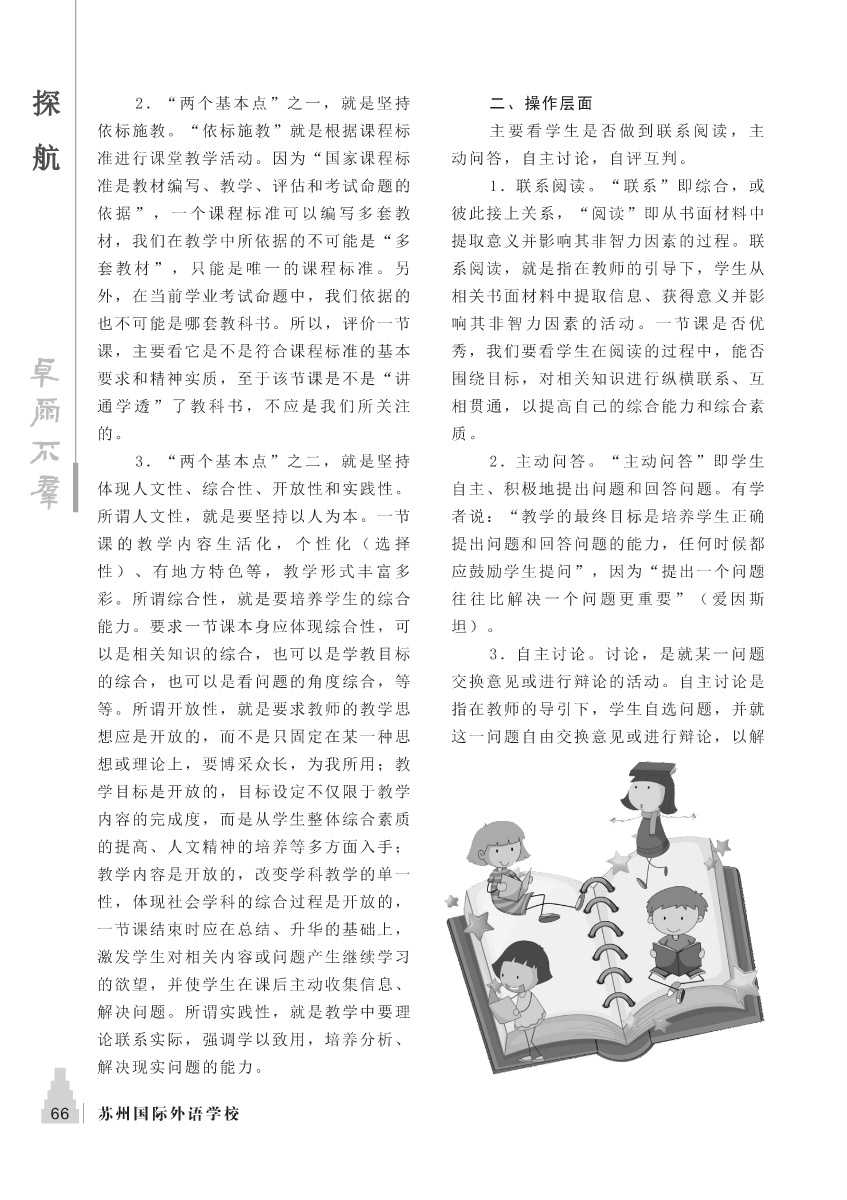 探
航
卓
爾
不
羣
2．“两个基本点”之一，就是坚持
依标施教。“依标施教”就是根据课程标
准进行课堂教学活动。因为“国家课程标
准是教材编写、教学、评估和考试命题的
依据”，一个课程标准可以编写多套教
材，我们在教学中所依据的不可能是“多
套教材”，只能是唯一的课程标准。另
外，在当前学业考试命题中，我们依据的
也不可能是哪套教科书。所以，评价一节
课，主要看它是不是符合课程标准的基本
要求和精神实质，至于该节课是不是“讲
通学透”了教科书，不应是我们所关注
的。
3．“两个基本点”之二，就是坚持
体现人文性、综合性、开放性和实践性。
所谓人文性，就是要坚持以人为本。一节
课的教学内容生活化，个性化（选择
性）、有地方特色等，教学形式丰富多
彩。所谓综合性，就是要培养学生的综合
能力。要求一节课本身应体现综合性，可
以是相关知识的综合，也可以是学教目标
的综合，也可以是看问题的角度综合，等
等。所谓开放性，就是要求教师的教学思
想应是开放的，而不是只固定在某一种思
想或理论上，要博采众长，为我所用；教
学目标是开放的，目标设定不仅限于教学
内容的完成度，而是从学生整体综合素质
的提高、人文精神的培养等多方面入手；
教学内容是开放的，改变学科教学的单一
性，体现社会学科的综合过程是开放的，
一节课结束时应在总结、升华的基础上，
激发学生对相关内容或问题产生继续学习
的欲望，并使学生在课后主动收集信息、
解决问题。所谓实践性，就是教学中要理
论联系实际，强调学以致用，培养分析、
解决现实问题的能力。
二、操作层面
主要看学生是否做到联系阅读，主
动问答，自主讨论，自评互判。
1．联系阅读。“联系”即综合，或
彼此接上关系，“阅读”即从书面材料中
提取意义并影响其非智力因素的过程。联
系阅读，就是指在教师的引导下，学生从
相关书面材料中提取信息、获得意义并影
响其非智力因素的活动。一节课是否优
秀，我们要看学生在阅读的过程中，能否
围绕目标，对相关知识进行纵横联系、互
相贯通，以提高自己的综合能力和综合素
质。
2．主动问答。“主动问答”即学生
自主、积极地提出问题和回答问题。有学
者说：“教学的最终目标是培养学生正确
提出问题和回答问题的能力，任何时候都
应鼓励学生提问”，因为“提出一个问题
往往比解决一个问题更重要”（爱因斯
坦）。
3．自主讨论。讨论，是就某一问题
交换意见或进行辩论的活动。自主讨论是
指在教师的导引下，学生自选问题，并就
这一问题自由交换意见或进行辩论，以解
66 苏州国际外语学校